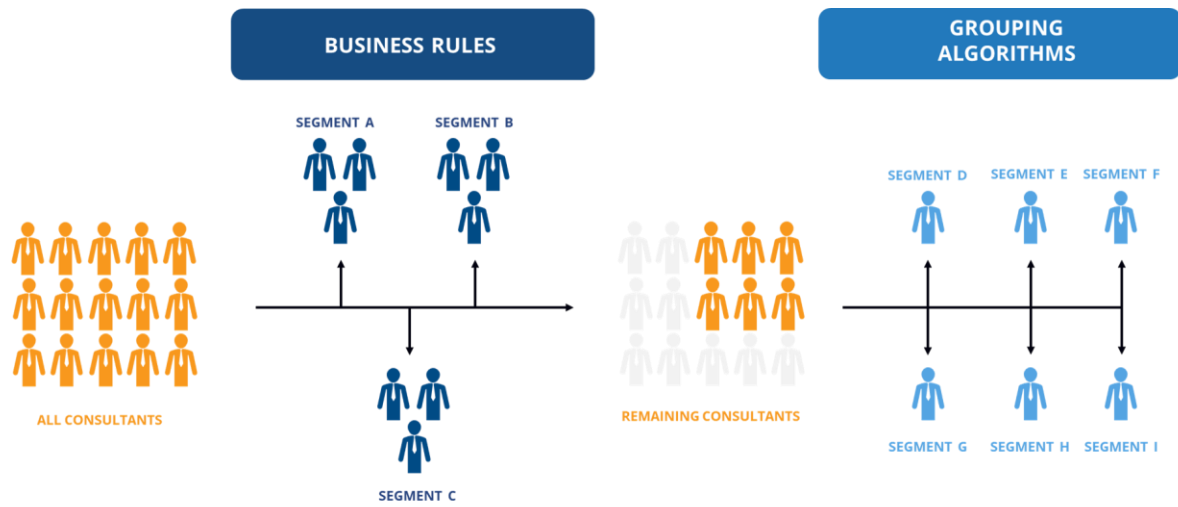 BUSINESS RULES
GROUPING
ALGORITHMS
SEGMENT A
SEGMENT B
SEGMENT D
SEGMENT E
SEGMENT F
ALL CONSULTANTS
REMAINING CONSULTANTS
SEGMENT G
SEGMENT H
SEGMENT I
SEGMENT C